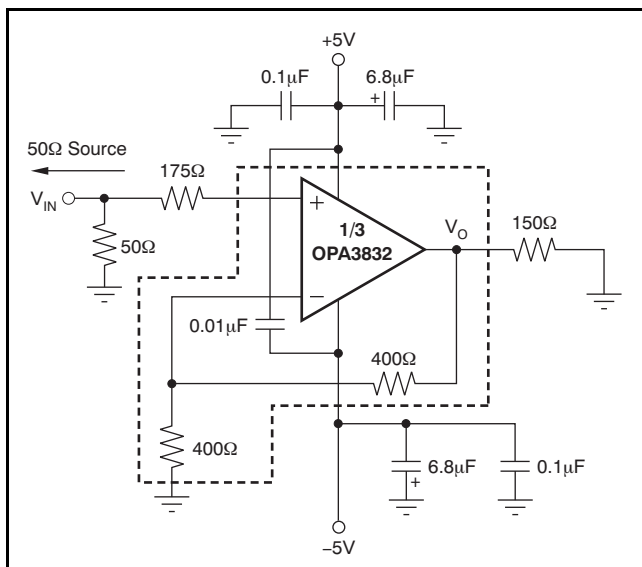 +5V
0.1µF
6.8µF
+
50Ω Source
175Ω
V_IN
50Ω
+
1/3
OPA3832
V_O
150Ω
−
0.01µF
400Ω
400Ω
6.8µF
+
0.1µF
−5V